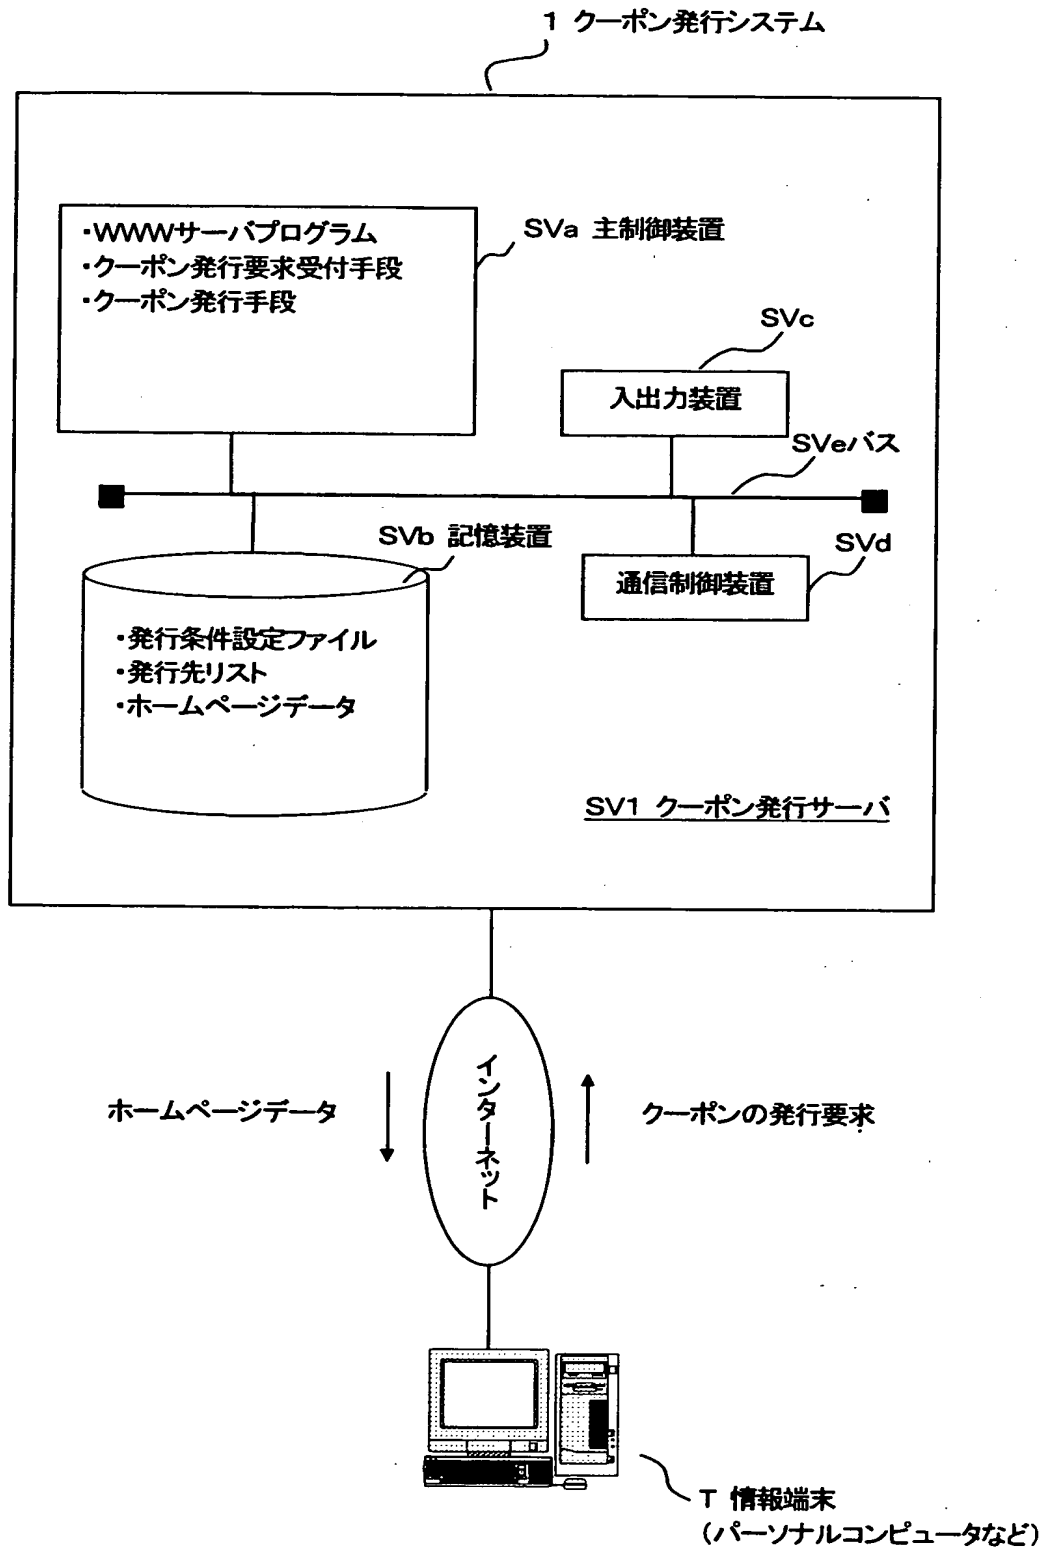 1 クーポン発行システム
・WWWサーバプログラム
・クーポン発行要求受付手段
・クーポン発行手段
SVa 主制御装置
SVc
入出力装置
SVeバス
SVb 記憶装置
SVd
通信制御装置
・発行条件設定ファイル
・発行先リスト
・ホームページデータ
SV1 クーポン発行サーバ
インターネット
ホームページデータ
クーポンの発行要求
T 情報端末
(パーソナルコンピュータなど)